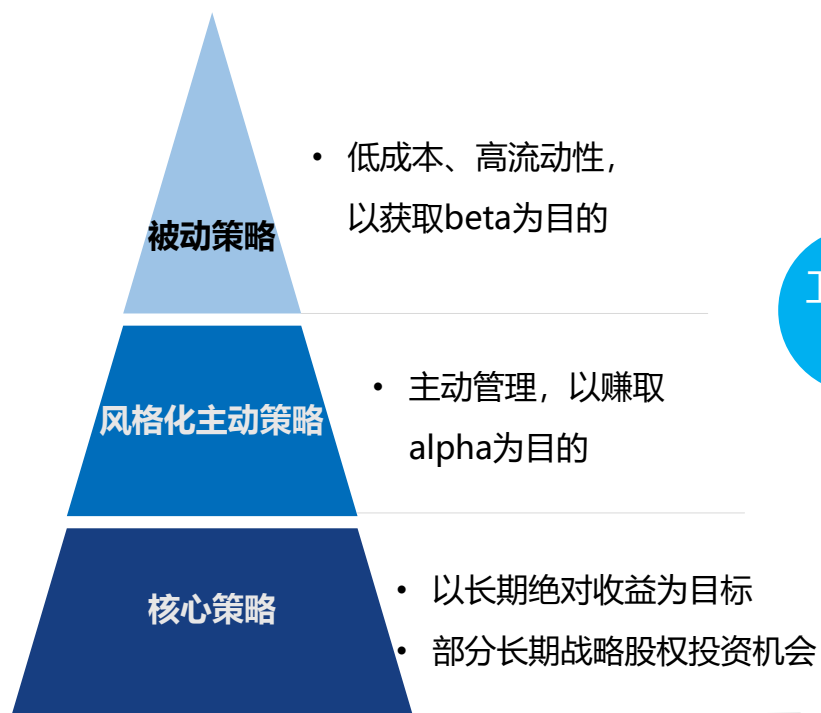 • 低成本、高流动性，
以获取beta为目的
被动策略
• 主动管理，以赚取
alpha为目的
风格化主动策略
• 以长期绝对收益为目标
• 部分长期战略股权投资机会
核心策略